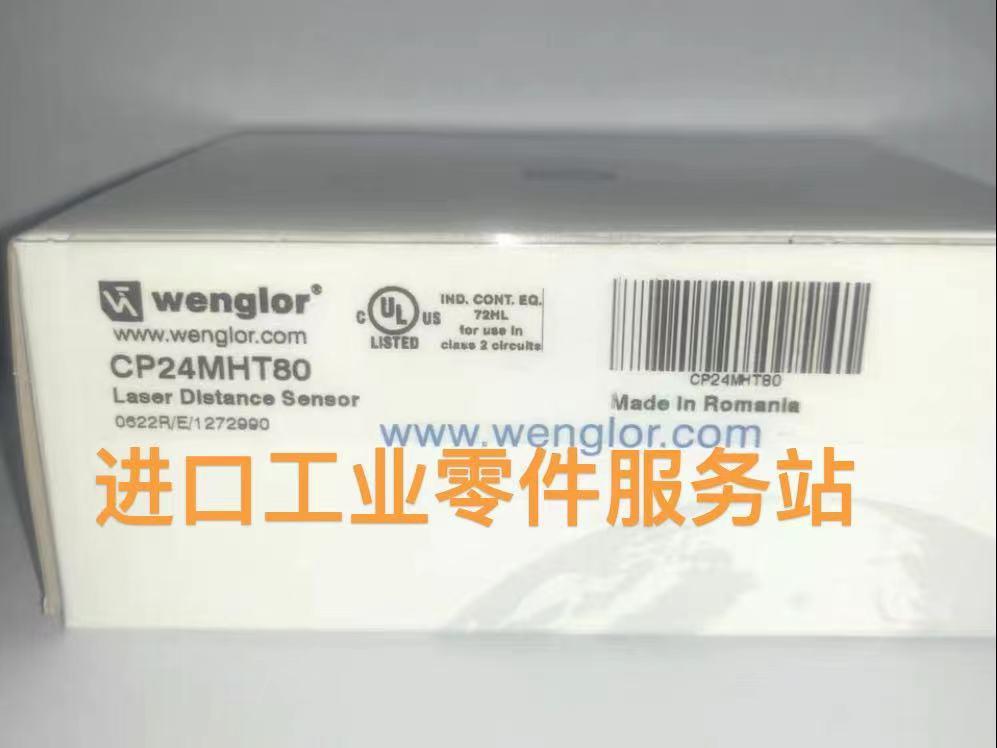 wenglor®
www.wenglor.com
CP24MHT80
Laser Distance Sensor
0622R/E/1272990
C UL US
LISTED
IND. CONT. EQ.
72HL
for use in
class 2 circuits
CP24MHT80
Made in Romania
www.wenglor.com
进口工业零件服务站